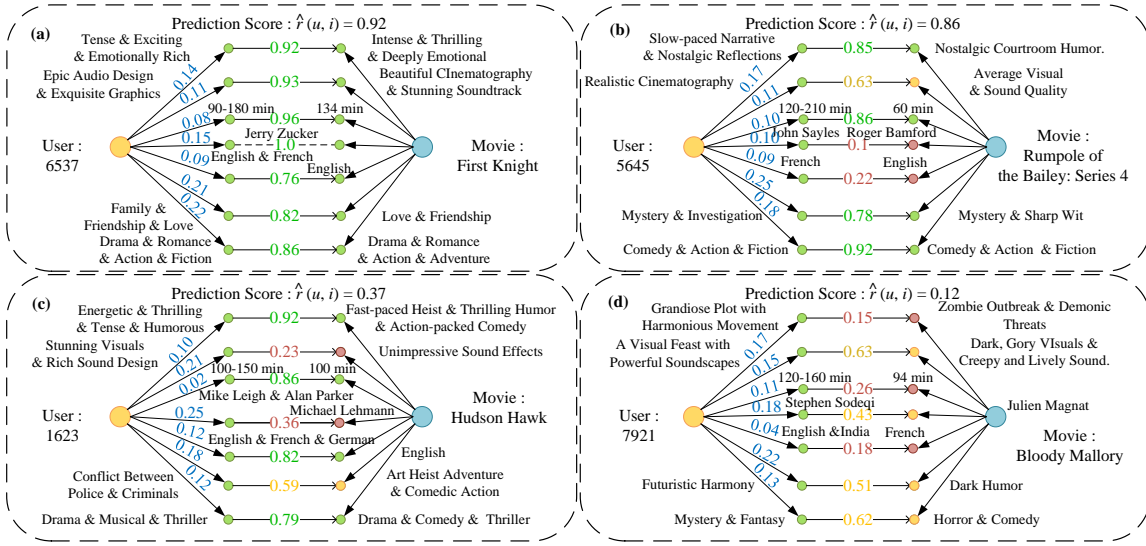 (a)
Prediction Score : r̂ (u, i) = 0.92
Tense & Exciting
& Emotionally Rich
Epic Audio Design
& Exquisite Graphics
0.14
0.11
0.08
0.15
0.09
0.21
0.22
90-180 min
134 min
Jerry Zucker
English & French
English
0.92
0.93
0.96
1.0
0.76
0.82
0.86
Intense & Thrilling
& Deeply Emotional
Beautiful CInematography
& Stunning Soundtrack
User :
6537
Movie :
First Knight
Family &
Friendship & Love
Drama & Romance
& Action & Fiction
Love & Friendship
Drama & Romance
& Action & Adventure
(b)
Prediction Score : r̂ (u, i) = 0.86
Slow-paced Narrative
& Nostalgic Reflections
Realistic Cinematography
0.17
0.11
0.10
0.10
0.09
0.25
0.18
120-210 min
60 min
John Sayles
Roger Bamford
French
English
0.85
0.63
0.86
0.1
0.22
0.78
0.92
Nostalgic Courtroom Humor.
Average Visual
& Sound Quality
User :
5645
Movie :
Rumpole of
the Bailey: Series 4
Mystery & Investigation
Comedy & Action & Fiction
Mystery & Sharp Wit
Comedy & Action & Fiction
(c)
Prediction Score : r̂ (u, i) = 0.37
Energetic & Thrilling
& Tense & Humorous
Stunning Visuals
& Rich Sound Design
0.10
0.21
0.02
0.25
0.12
0.18
0.12
100-150 min
100 min
Mike Leigh & Alan Parker
Michael Lehmann
English & French & German
English
0.92
0.23
0.86
0.36
0.82
0.59
0.79
Fast-paced Heist & Thrilling Humor
& Action-packed Comedy
Unimpressive Sound Effects
User :
1623
Movie :
Hudson Hawk
Conflict Between
Police & Criminals
Drama & Musical & Thriller
Art Heist Adventure
& Comedic Action
Drama & Comedy & Thriller
(d)
Prediction Score : r̂ (u, i) = 0.12
Grandiose Plot with
Harmonious Movement
A Visual Feast with
Powerful Soundscapes
0.17
0.15
0.11
0.18
0.04
0.22
0.13
120-160 min
94 min
Stephen Sodeqi
Julien Magnat
English &India
French
0.15
0.63
0.26
0.43
0.18
0.51
0.62
Zombie Outbreak & Demonic
Threats
Dark, Gory VIsuals &
Creepy and Lively Sound.
User :
7921
Movie :
Bloody Mallory
Futuristic Harmony
Mystery & Fantasy
Dark Humor
Horror & Comedy